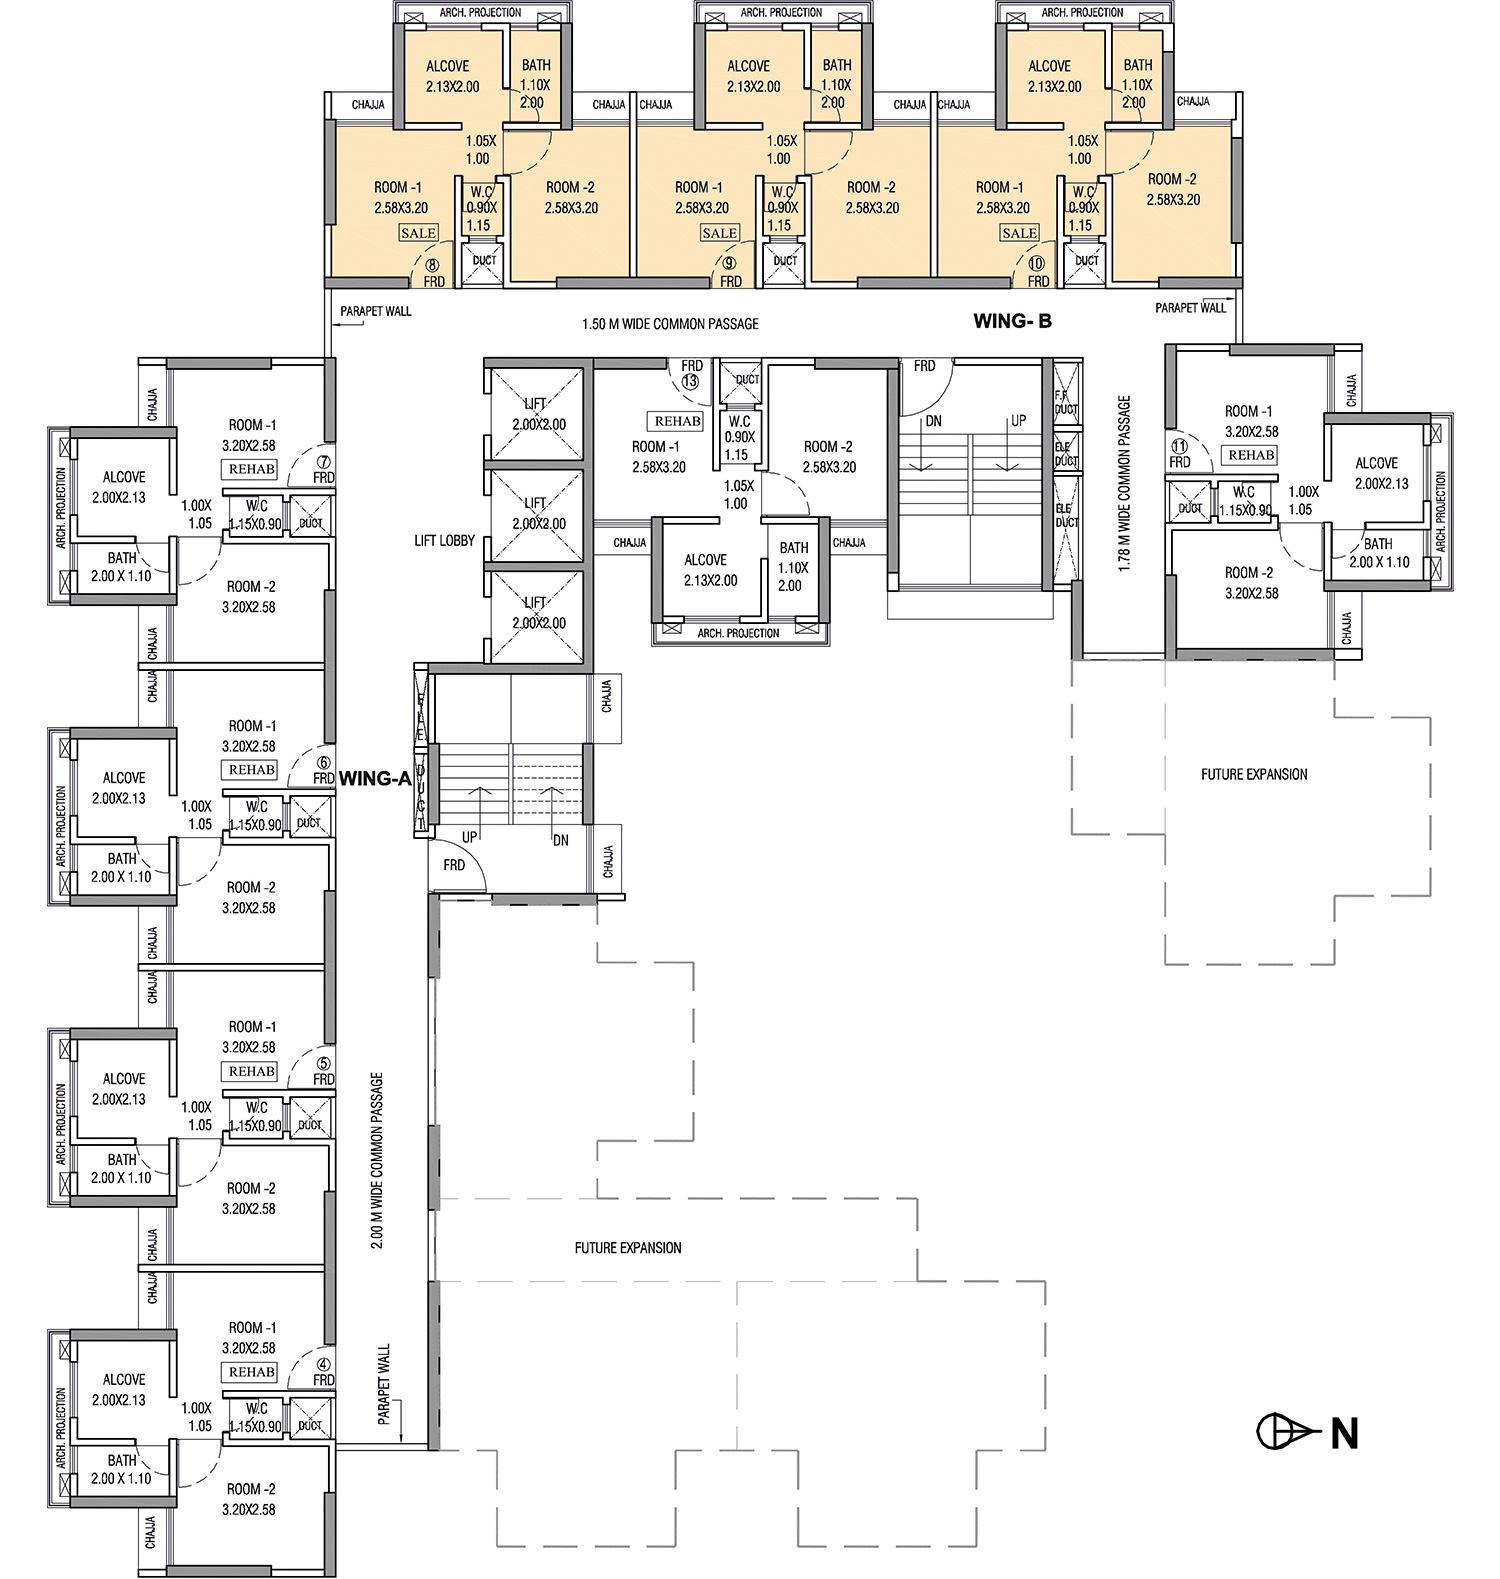 ARCH. PROJECTION
ALCOVE
2.13X2.00
BATH
1.10X
2.00
CHAJJA
CHAJJA
1.05X
1.00
ROOM -1
2.58X3.20
SALE
W.C
0.90X
1.15
DUCT
ROOM -2
2.58X3.20
8
FRD
ARCH. PROJECTION
ALCOVE
2.13X2.00
BATH
1.10X
2.00
CHAJJA
CHAJJA
1.05X
1.00
ROOM -1
2.58X3.20
SALE
W.C
0.90X
1.15
DUCT
ROOM -2
2.58X3.20
9
FRD
ARCH. PROJECTION
ALCOVE
2.13X2.00
BATH
1.10X
2.00
CHAJJA
CHAJJA
1.05X
1.00
ROOM -1
2.58X3.20
SALE
W.C
0.90X
1.15
DUCT
ROOM -2
2.58X3.20
10
FRD
PARAPET WALL
1.50 M WIDE COMMON PASSAGE
WING- B
PARAPET WALL
CHAJJA
ROOM -1
3.20X2.58
REHAB
7
FRD
ARCH. PROJECTION
ALCOVE
2.00X2.13
1.00X
1.05
W.C
1.15X0.90
DUCT
BATH
2.00 X 1.10
ROOM -2
3.20X2.58
CHAJJA
LIFT
2.00X2.00
LIFT
2.00X2.00
LIFT LOBBY
LIFT
2.00X2.00
FRD
13
DUCT
REHAB
ROOM -1
2.58X3.20
W.C
0.90X
1.15
ROOM -2
2.58X3.20
1.05X
1.00
CHAJJA
ALCOVE
2.13X2.00
BATH
1.10X
2.00
CHAJJA
ARCH. PROJECTION
FRD
DN
UP
F.F
DUCT
ELE
DUCT
ELE
DUCT
1.78 M WIDE COMMON PASSAGE
ROOM -1
3.20X2.58
REHAB
11
FRD
CHAJJA
ALCOVE
2.00X2.13
ARCH. PROJECTION
DUCT
W.C
1.15X0.90
1.00X
1.05
BATH
2.00 X 1.10
ROOM -2
3.20X2.58
CHAJJA
FUTURE EXPANSION
CHAJJA
ROOM -1
3.20X2.58
REHAB
6
FRD
WING-A
ARCH. PROJECTION
ALCOVE
2.00X2.13
1.00X
1.05
W.C
1.15X0.90
DUCT
BATH
2.00 X 1.10
ROOM -2
3.20X2.58
CHAJJA
ELE.
DUCT
CHAJJA
UP
DN
FRD
CHAJJA
CHAJJA
ROOM -1
3.20X2.58
REHAB
5
FRD
ARCH. PROJECTION
ALCOVE
2.00X2.13
1.00X
1.05
W.C
1.15X0.90
DUCT
BATH
2.00 X 1.10
ROOM -2
3.20X2.58
CHAJJA
2.00 M WIDE COMMON PASSAGE
FUTURE EXPANSION
CHAJJA
ROOM -1
3.20X2.58
REHAB
4
FRD
ARCH. PROJECTION
ALCOVE
2.00X2.13
1.00X
1.05
W.C
1.15X0.90
DUCT
BATH
2.00 X 1.10
ROOM -2
3.20X2.58
CHAJJA
PARAPET WALL
N